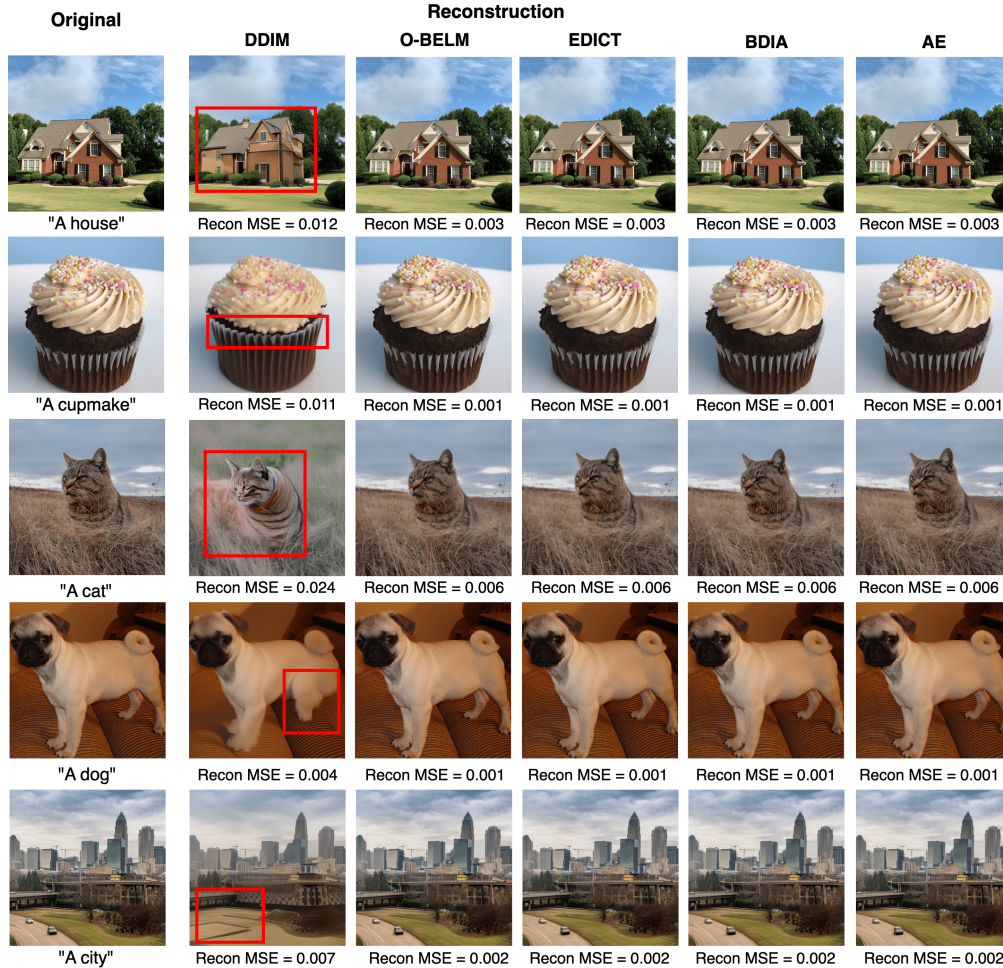 Original
Reconstruction
DDIM
O-BELM
EDICT
BDIA
AE
"A house"
Recon MSE = 0.012
Recon MSE = 0.003
Recon MSE = 0.003
Recon MSE = 0.003
Recon MSE = 0.003
"A cupmake"
Recon MSE = 0.011
Recon MSE = 0.001
Recon MSE = 0.001
Recon MSE = 0.001
Recon MSE = 0.001
"A cat"
Recon MSE = 0.024
Recon MSE = 0.006
Recon MSE = 0.006
Recon MSE = 0.006
Recon MSE = 0.006
"A dog"
Recon MSE = 0.004
Recon MSE = 0.001
Recon MSE = 0.001
Recon MSE = 0.001
Recon MSE = 0.001
"A city"
Recon MSE = 0.007
Recon MSE = 0.002
Recon MSE = 0.002
Recon MSE = 0.002
Recon MSE = 0.002